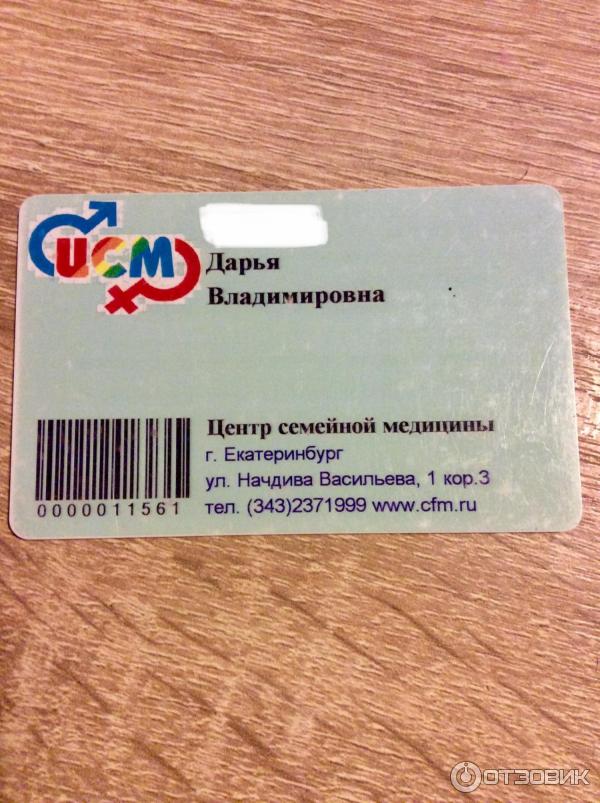 ЦСМ
Дарья
Владимировна
Центр семейной медицины
г. Екатеринбург
ул. Начдива Васильева, 1 кор.3
тел. (343)2371999 www.cfm.ru
0000011561
ОТЗОВИК